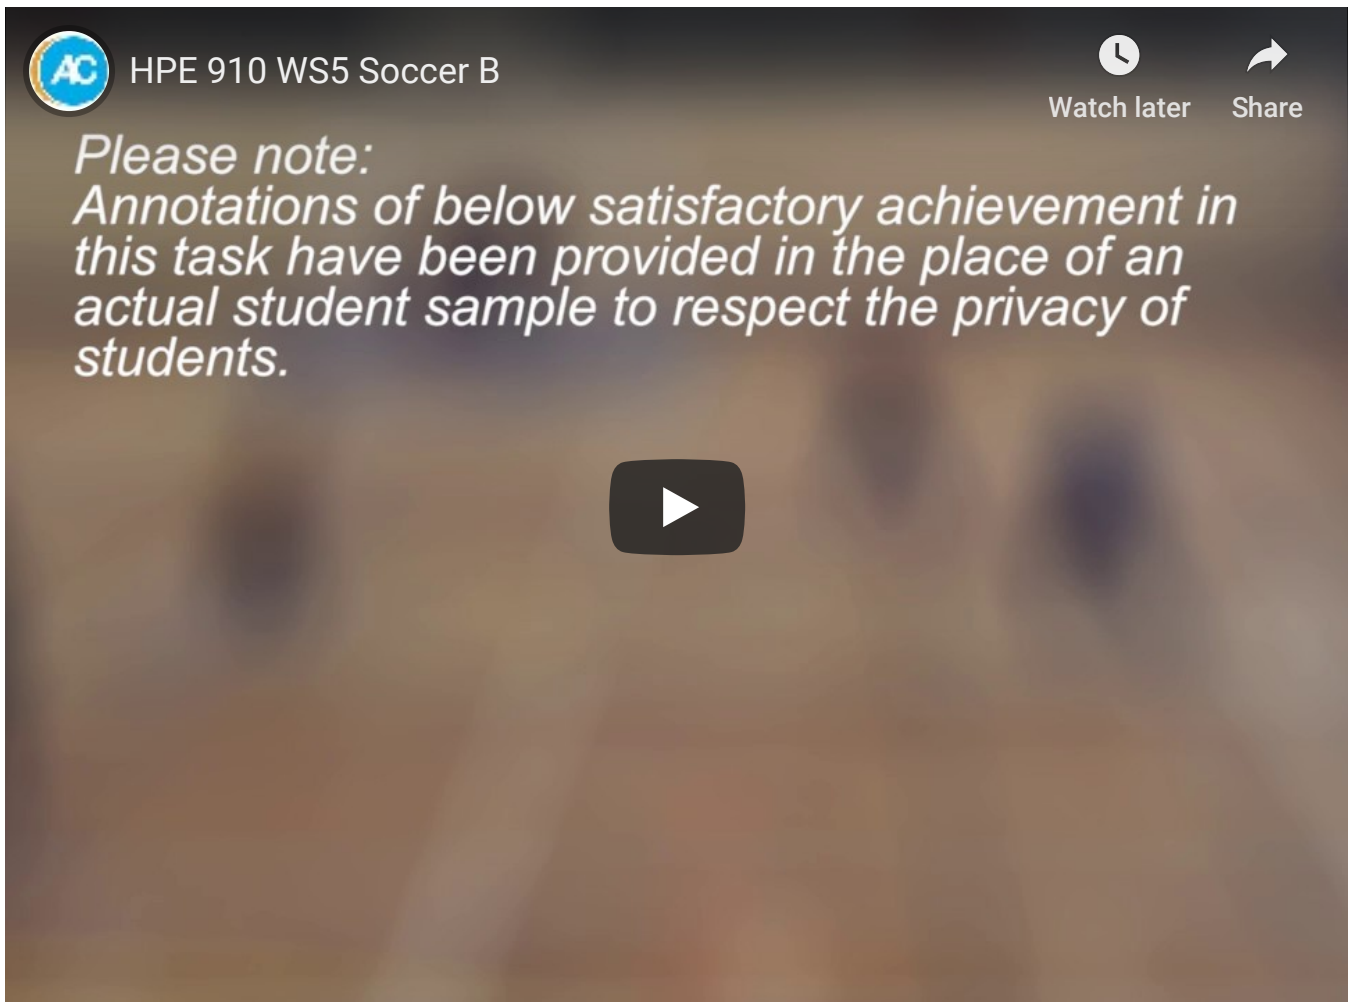 AC
HPE 910 WS5 Soccer B
Watch later
Share
Please note:
Annotations of below satisfactory achievement in
this task have been provided in the place of an
actual student sample to respect the privacy of
students.